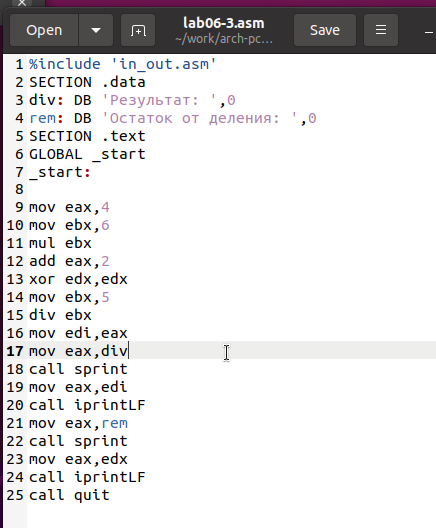 Open
lab06-3.asm
~/work/arch-pc...
Save
1 %include 'in_out.asm'
2 SECTION .data
3 div: DB 'Результат: ',0
4 rem: DB 'Остаток от деления: ',0
5 SECTION .text
6 GLOBAL _start
7 _start:
8
9 mov eax,4
10 mov ebx,6
11 mul ebx
12 add eax,2
13 xor edx,edx
14 mov ebx,5
15 div ebx
16 mov edi,eax
17 mov eax,div
18 call sprint
19 mov eax,edi
20 call iprintLF
21 mov eax,rem
22 call sprint
23 mov eax,edx
24 call iprintLF
25 call quit